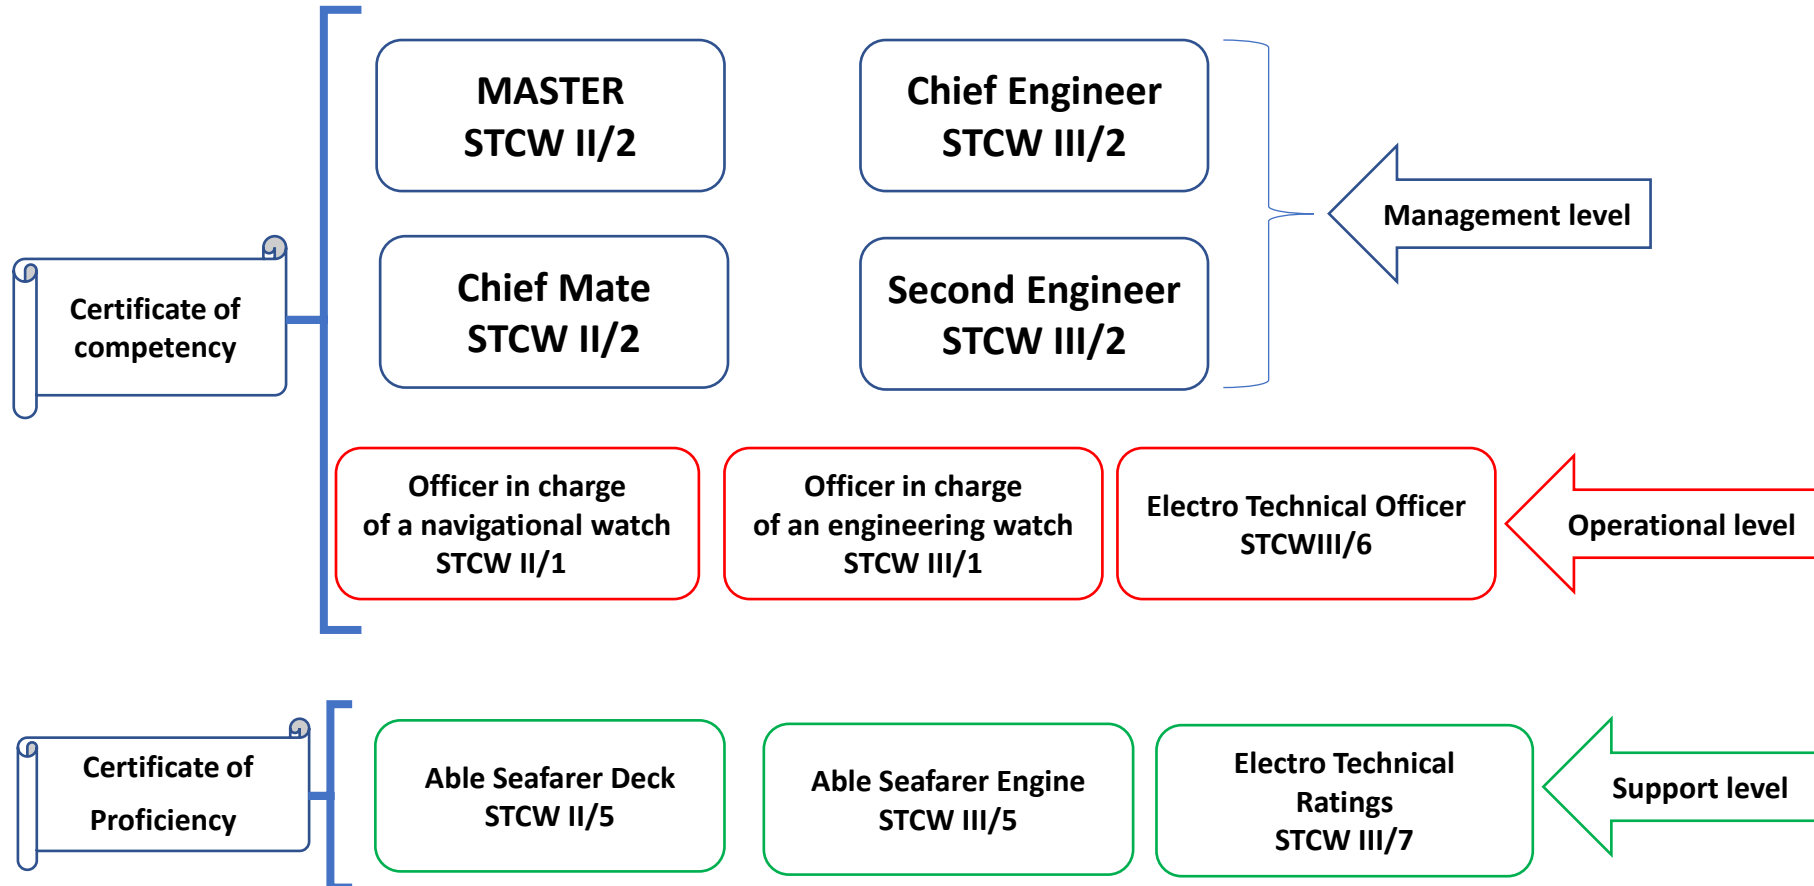 MASTER
STCW II/2
Chief Engineer
STCW III/2
Management level
Chief Mate
STCW II/2
Second Engineer
STCW III/2
Certificate of
competency
Officer in charge
of a navigational watch
STCW II/1
Officer in charge
of an engineering watch
STCW III/1
Electro Technical Officer
STCWIII/6
Operational level
Certificate of
Proficiency
Able Seafarer Deck
STCW II/5
Able Seafarer Engine
STCW III/5
Electro Technical
Ratings
STCW III/7
Support level